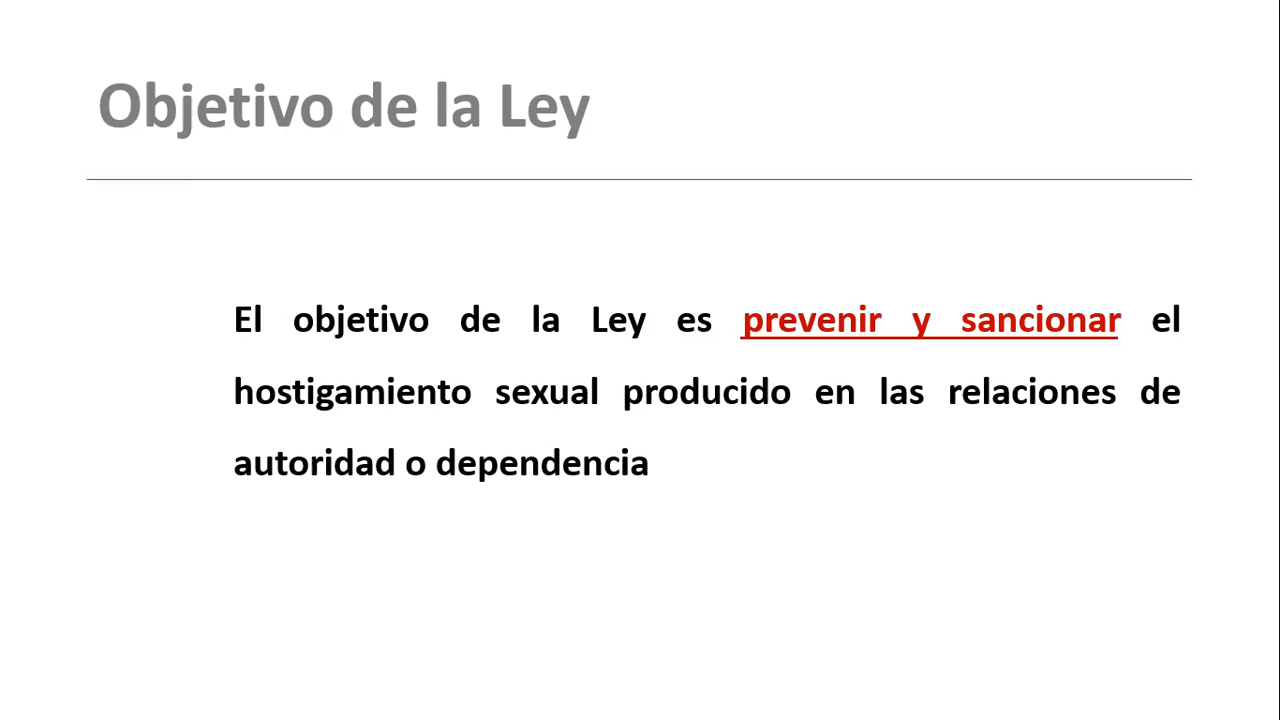 Objetivo de la Ley
El objetivo de la Ley es prevenir y sancionar el
hostigamiento sexual producido en las relaciones de
autoridad o dependencia